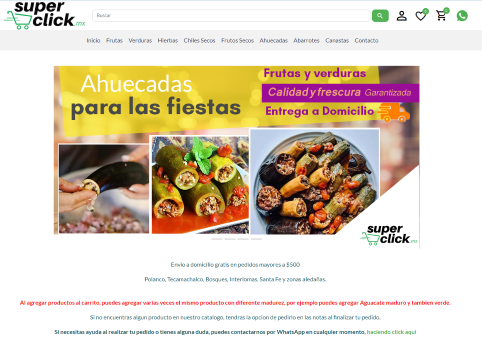 super
click.mx
Buscar
0
0
Inicio Frutas Verduras Hierbas Chiles Secos Frutos Secos Ahuecadas Abarrotes Canastas Contacto
Ahuecadas
para las fiestas
Frutas y verduras
Calidad y frescura Garantizada
Entrega a Domicilio
super
click.mx
Envío a domicilio gratis en pedidos mayores a $500
Polanco, Tecamachalco, Bosques, Interlomas, Santa Fe y zonas aledañas.
Al agregar productos al carrito, puedes agregar varias veces el mismo producto con diferente madurez, por ejemplo puedes agregar Aguacate maduro y tambien verde.
Si no encuentras algun producto en nuestro catalogo, tendras la opcion de pedirlo en las notas al finalizar tu pedido.
Si necesitas ayuda al realizar tu pedido o tienes alguna duda, puedes contactarnos por WhatsApp en cualquier momento, haciendo click aqui